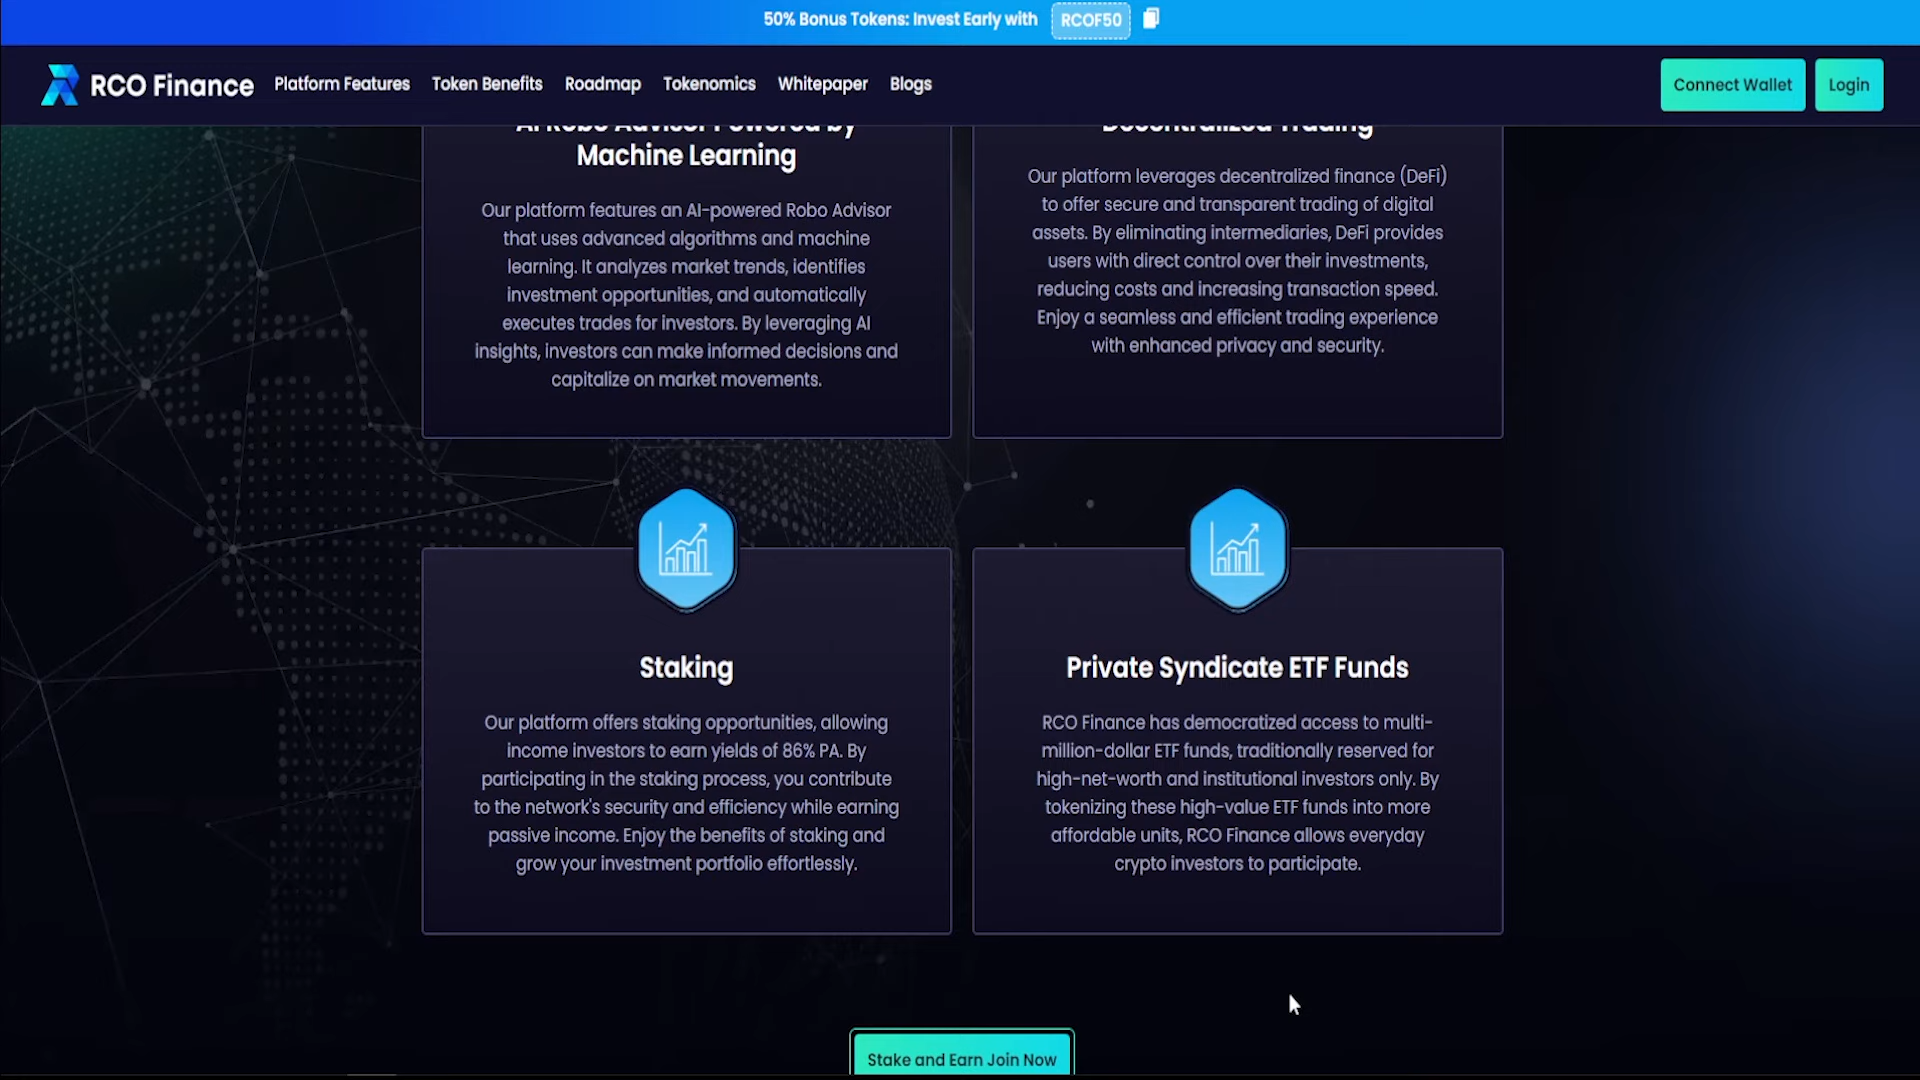 50% Bonus Tokens: Invest Early with RCOF50
RCO Finance
Platform Features
Token Benefits
Roadmap
Tokenomics
Whitepaper
Blogs
Connect Wallet
Login
AI Robo Advisor Powered by
Machine Learning
Our platform features an AI-powered Robo Advisor
that uses advanced algorithms and machine
learning. It analyzes market trends, identifies
investment opportunities, and automatically
executes trades for investors. By leveraging AI
insights, investors can make informed decisions and
capitalize on market movements.
Decentralized Trading
Our platform leverages decentralized finance (DeFi)
to offer secure and transparent trading of digital
assets. By eliminating intermediaries, DeFi provides
users with direct control over their investments,
reducing costs and increasing transaction speed.
Enjoy a seamless and efficient trading experience
with enhanced privacy and security.
Staking
Our platform offers staking opportunities, allowing
income investors to earn yields of 86% PA. By
participating in the staking process, you contribute
to the network's security and efficiency while earning
passive income. Enjoy the benefits of staking and
grow your investment portfolio effortlessly.
Private Syndicate ETF Funds
RCO Finance has democratized access to multi-
million-dollar ETF funds, traditionally reserved for
high-net-worth and institutional investors only. By
tokenizing these high-value ETF funds into more
affordable units, RCO Finance allows everyday
crypto investors to participate.
Stake and Earn Join Now